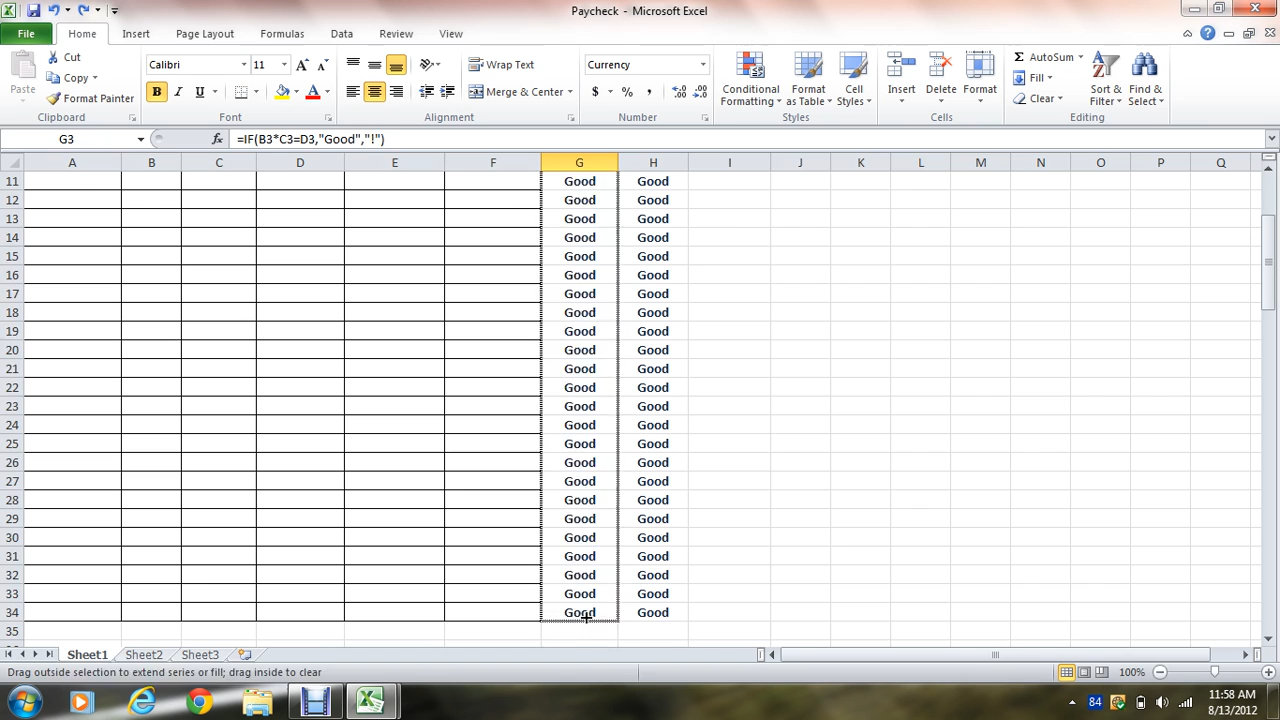 Paycheck - Microsoft Excel
File Home Insert Page Layout Formulas Data Review View
Paste
Cut
Copy
Format Painter
Clipboard
Calibri 11 A A
B I U A
Font
Wrap Text
Merge & Center
Alignment
Currency
$ % , .0 .00 .00 .0
Number
Conditional Formatting
Format as Table
Cell Styles
Styles
Insert Delete Format
Cells
Σ AutoSum
Fill
Clear
Sort & Filter
Find & Select
Editing
G3 fx =IF(B3*C3=D3,"Good","!")
A B C D E F G H I J K L M N O P Q
11 Good Good
12 Good Good
13 Good Good
14 Good Good
15 Good Good
16 Good Good
17 Good Good
18 Good Good
19 Good Good
20 Good Good
21 Good Good
22 Good Good
23 Good Good
24 Good Good
25 Good Good
26 Good Good
27 Good Good
28 Good Good
29 Good Good
30 Good Good
31 Good Good
32 Good Good
33 Good Good
34 Good Good
35
Sheet1 Sheet2 Sheet3
Drag outside selection to extend series or fill; drag inside to clear 100%
84 11:58 AM
8/13/2012